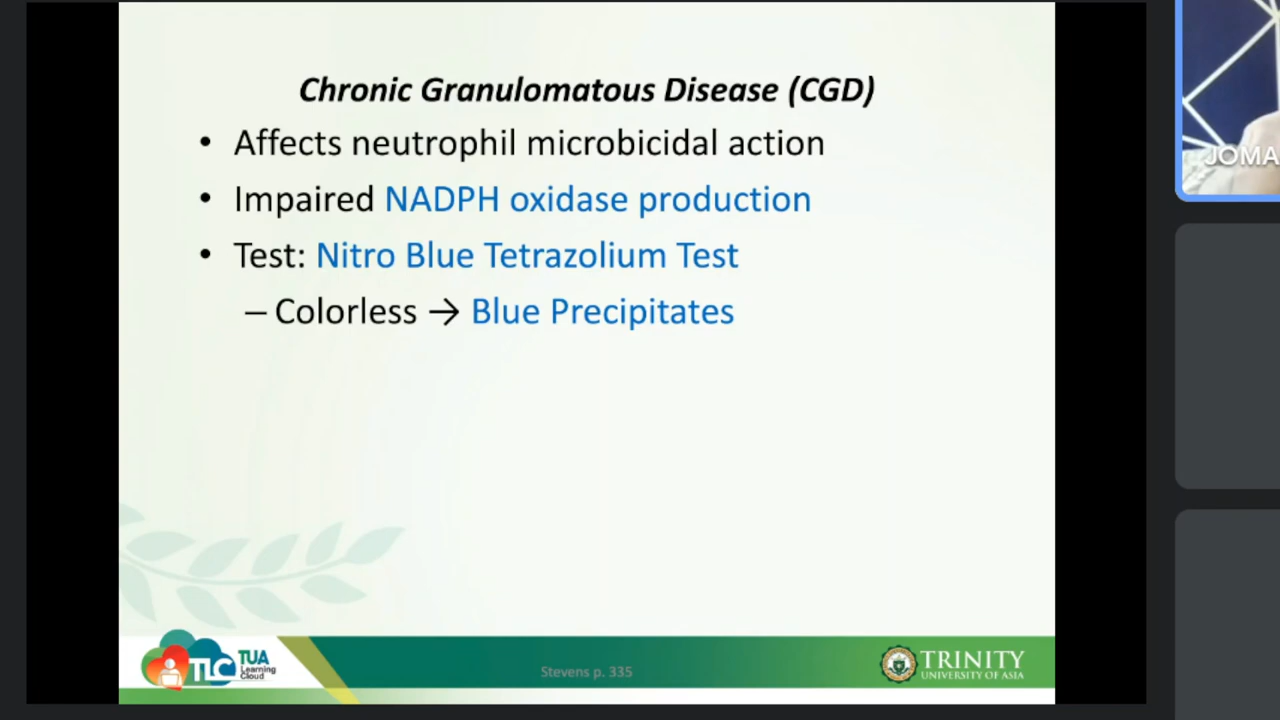 Chronic Granulomatous Disease (CGD)
• Affects neutrophil microbicidal action
• Impaired NADPH oxidase production
• Test: Nitro Blue Tetrazolium Test
– Colorless → Blue Precipitates
JOMA
TLC TUA
Learning
Cloud
Stevens p. 335
TRINITY
UNIVERSITY OF ASIA